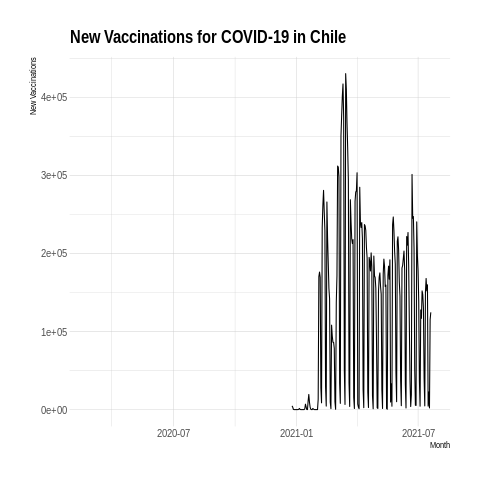 New Vaccinations for COVID-19 in Chile
New Vaccinations
4e+05
3e+05
2e+05
1e+05
0e+00
2020-07
2021-01
2021-07
Month